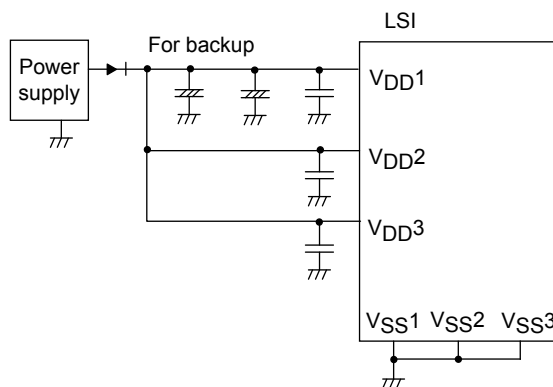 LSI
For backup
Power
supply
VDD1
VDD2
VDD3
VSS1
VSS2
VSS3